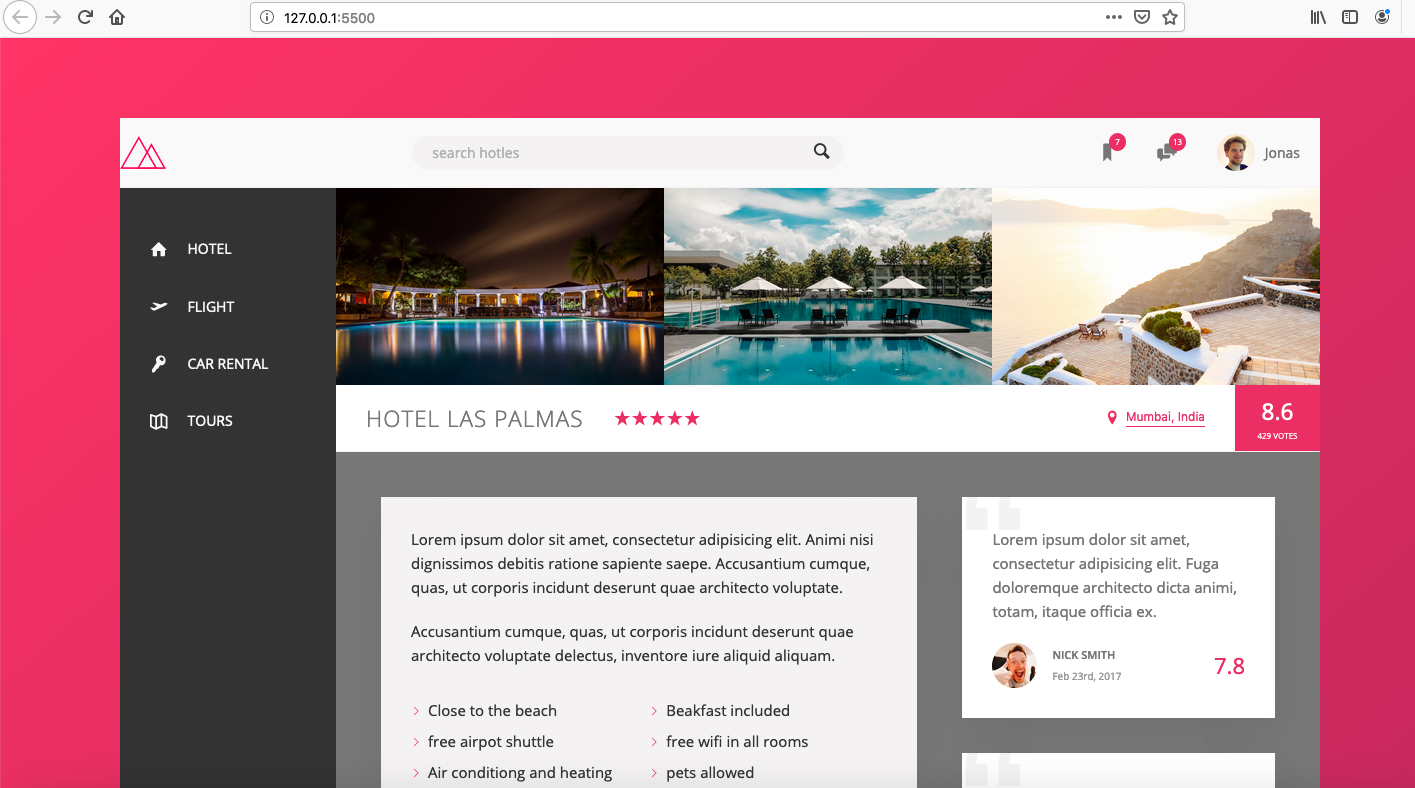 127.0.0.1:5500
search hotles
7
13
Jonas
HOTEL
FLIGHT
CAR RENTAL
TOURS
HOTEL LAS PALMAS
Mumbai, India
8.6
429 VOTES
Lorem ipsum dolor sit amet, consectetur adipisicing elit. Animi nisi
dignissimos debitis ratione sapiente saepe. Accusantium cumque,
quas, ut corporis incidunt deserunt quae architecto voluptate.
Accusantium cumque, quas, ut corporis incidunt deserunt quae
architecto voluptate delectus, inventore iure aliquid aliquam.
Close to the beach
Beakfast included
free airpot shuttle
free wifi in all rooms
Air conditiong and heating
pets allowed
Lorem ipsum dolor sit amet,
consectetur adipisicing elit. Fuga
doloremque architecto dicta animi,
totam, itaque officia ex.
NICK SMITH
Feb 23rd, 2017
7.8